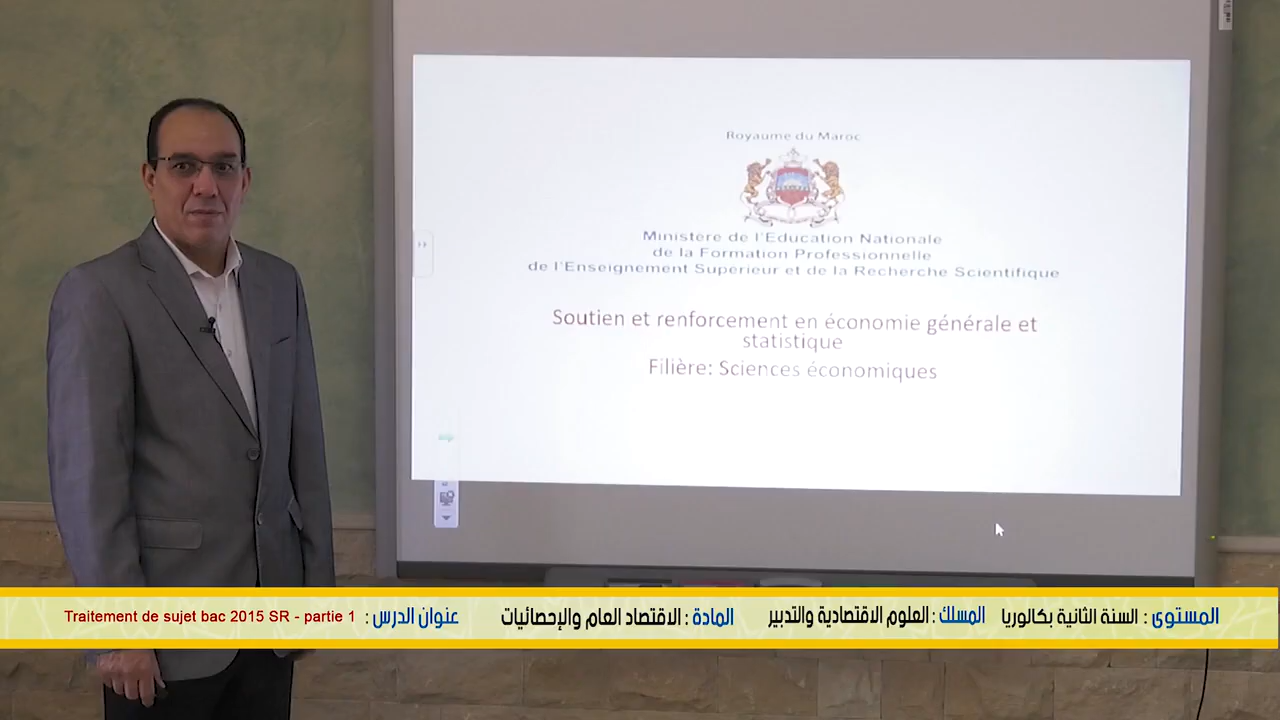 Royaume du Maroc
Ministère de l'Education Nationale
de la Formation Professionnelle
de l'Enseignement Supérieur et de la Recherche Scientifique
Soutien et renforcement en économie générale et
statistique
Filière: Sciences économiques
المستوى : السنة الثانية بكالوريا المسلك : العلوم الاقتصادية والتدبير المادة : الاقتصاد العام والإحصائيات عنوان الدرس : Traitement de sujet bac 2015 SR - partie 1